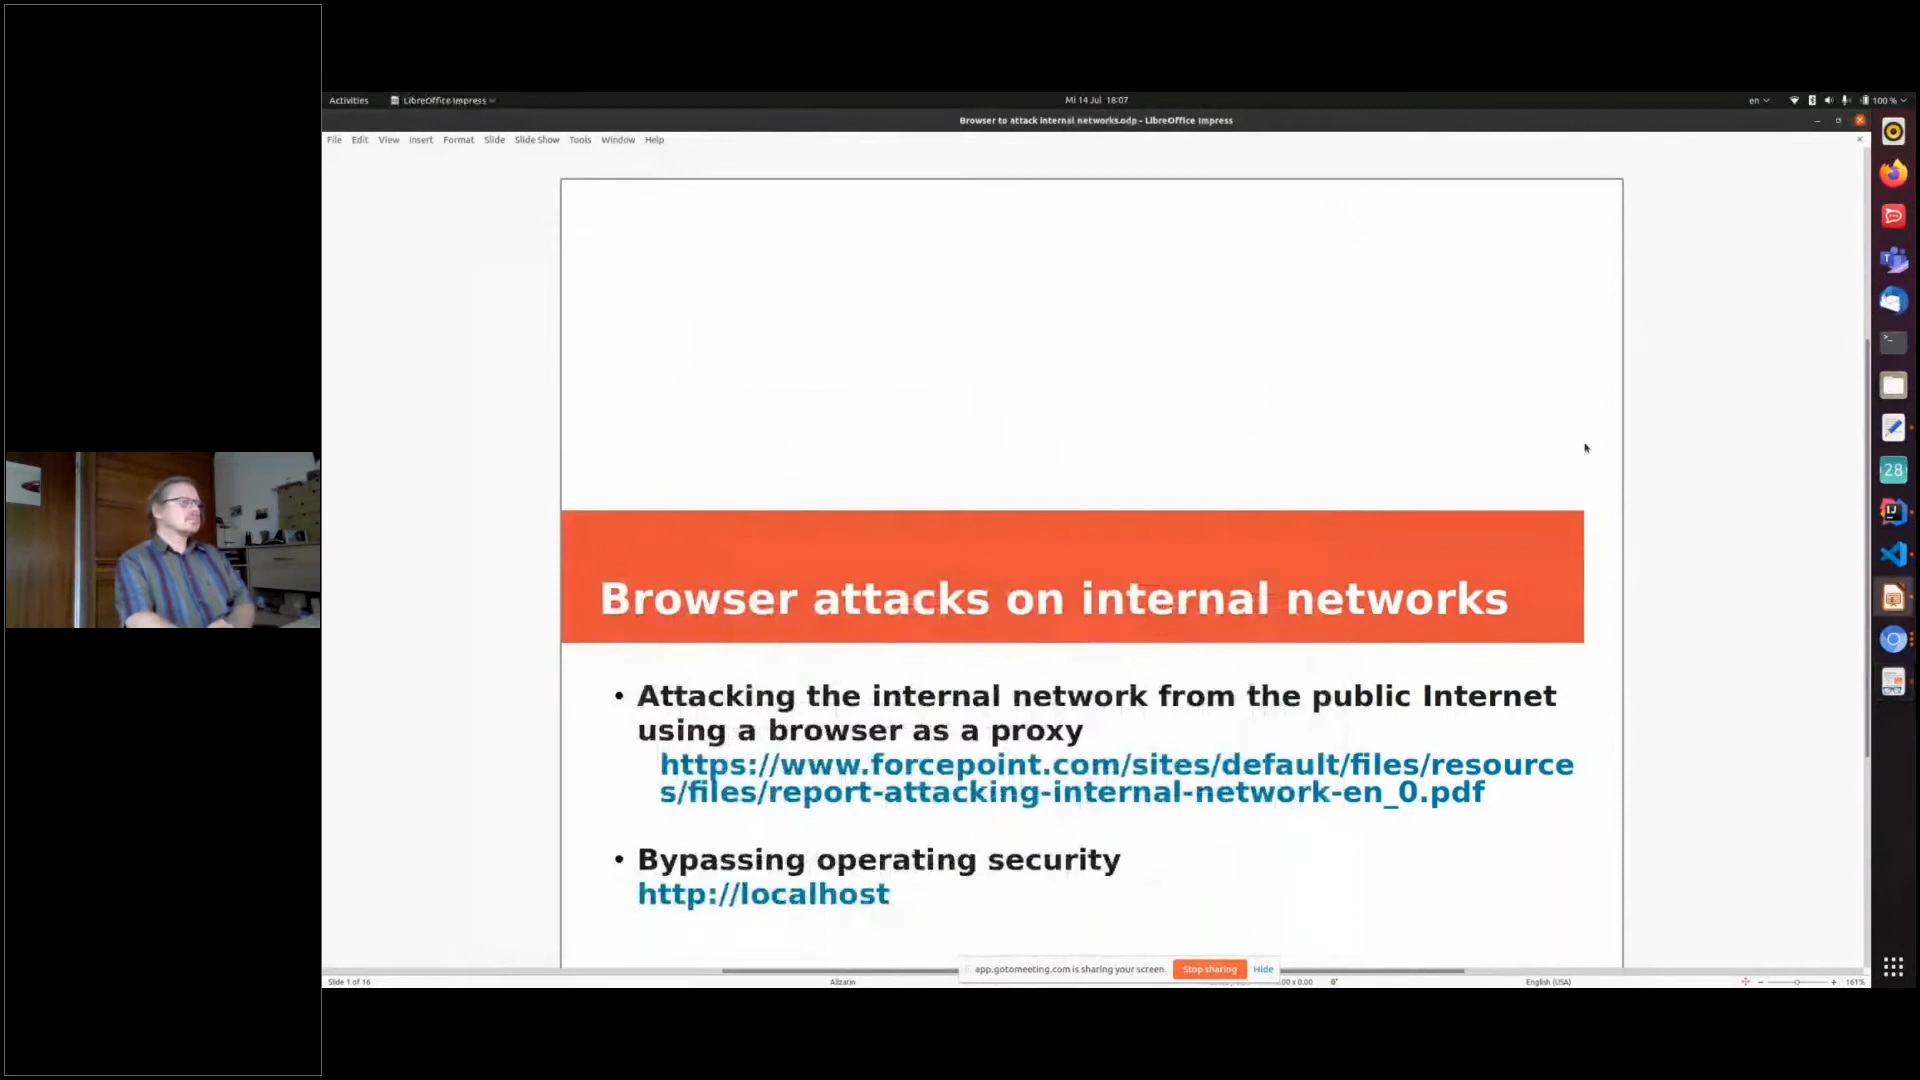 Activities LibreOffice Impress Mi 14 Jul 18:07 en 100 %
Browser to attack internal networks.odp - LibreOffice Impress
File Edit View Insert Format Slide Slide Show Tools Window Help
Browser attacks on internal networks
• Attacking the internal network from the public Internet
using a browser as a proxy
https://www.forcepoint.com/sites/default/files/resource
s/files/report-attacking-internal-network-en_0.pdf
• Bypassing operating security
http://localhost
28
app.gotomeeting.com is sharing your screen. Stop sharing Hide
Slide 1 of 16 Alizarin English (USA) 161%